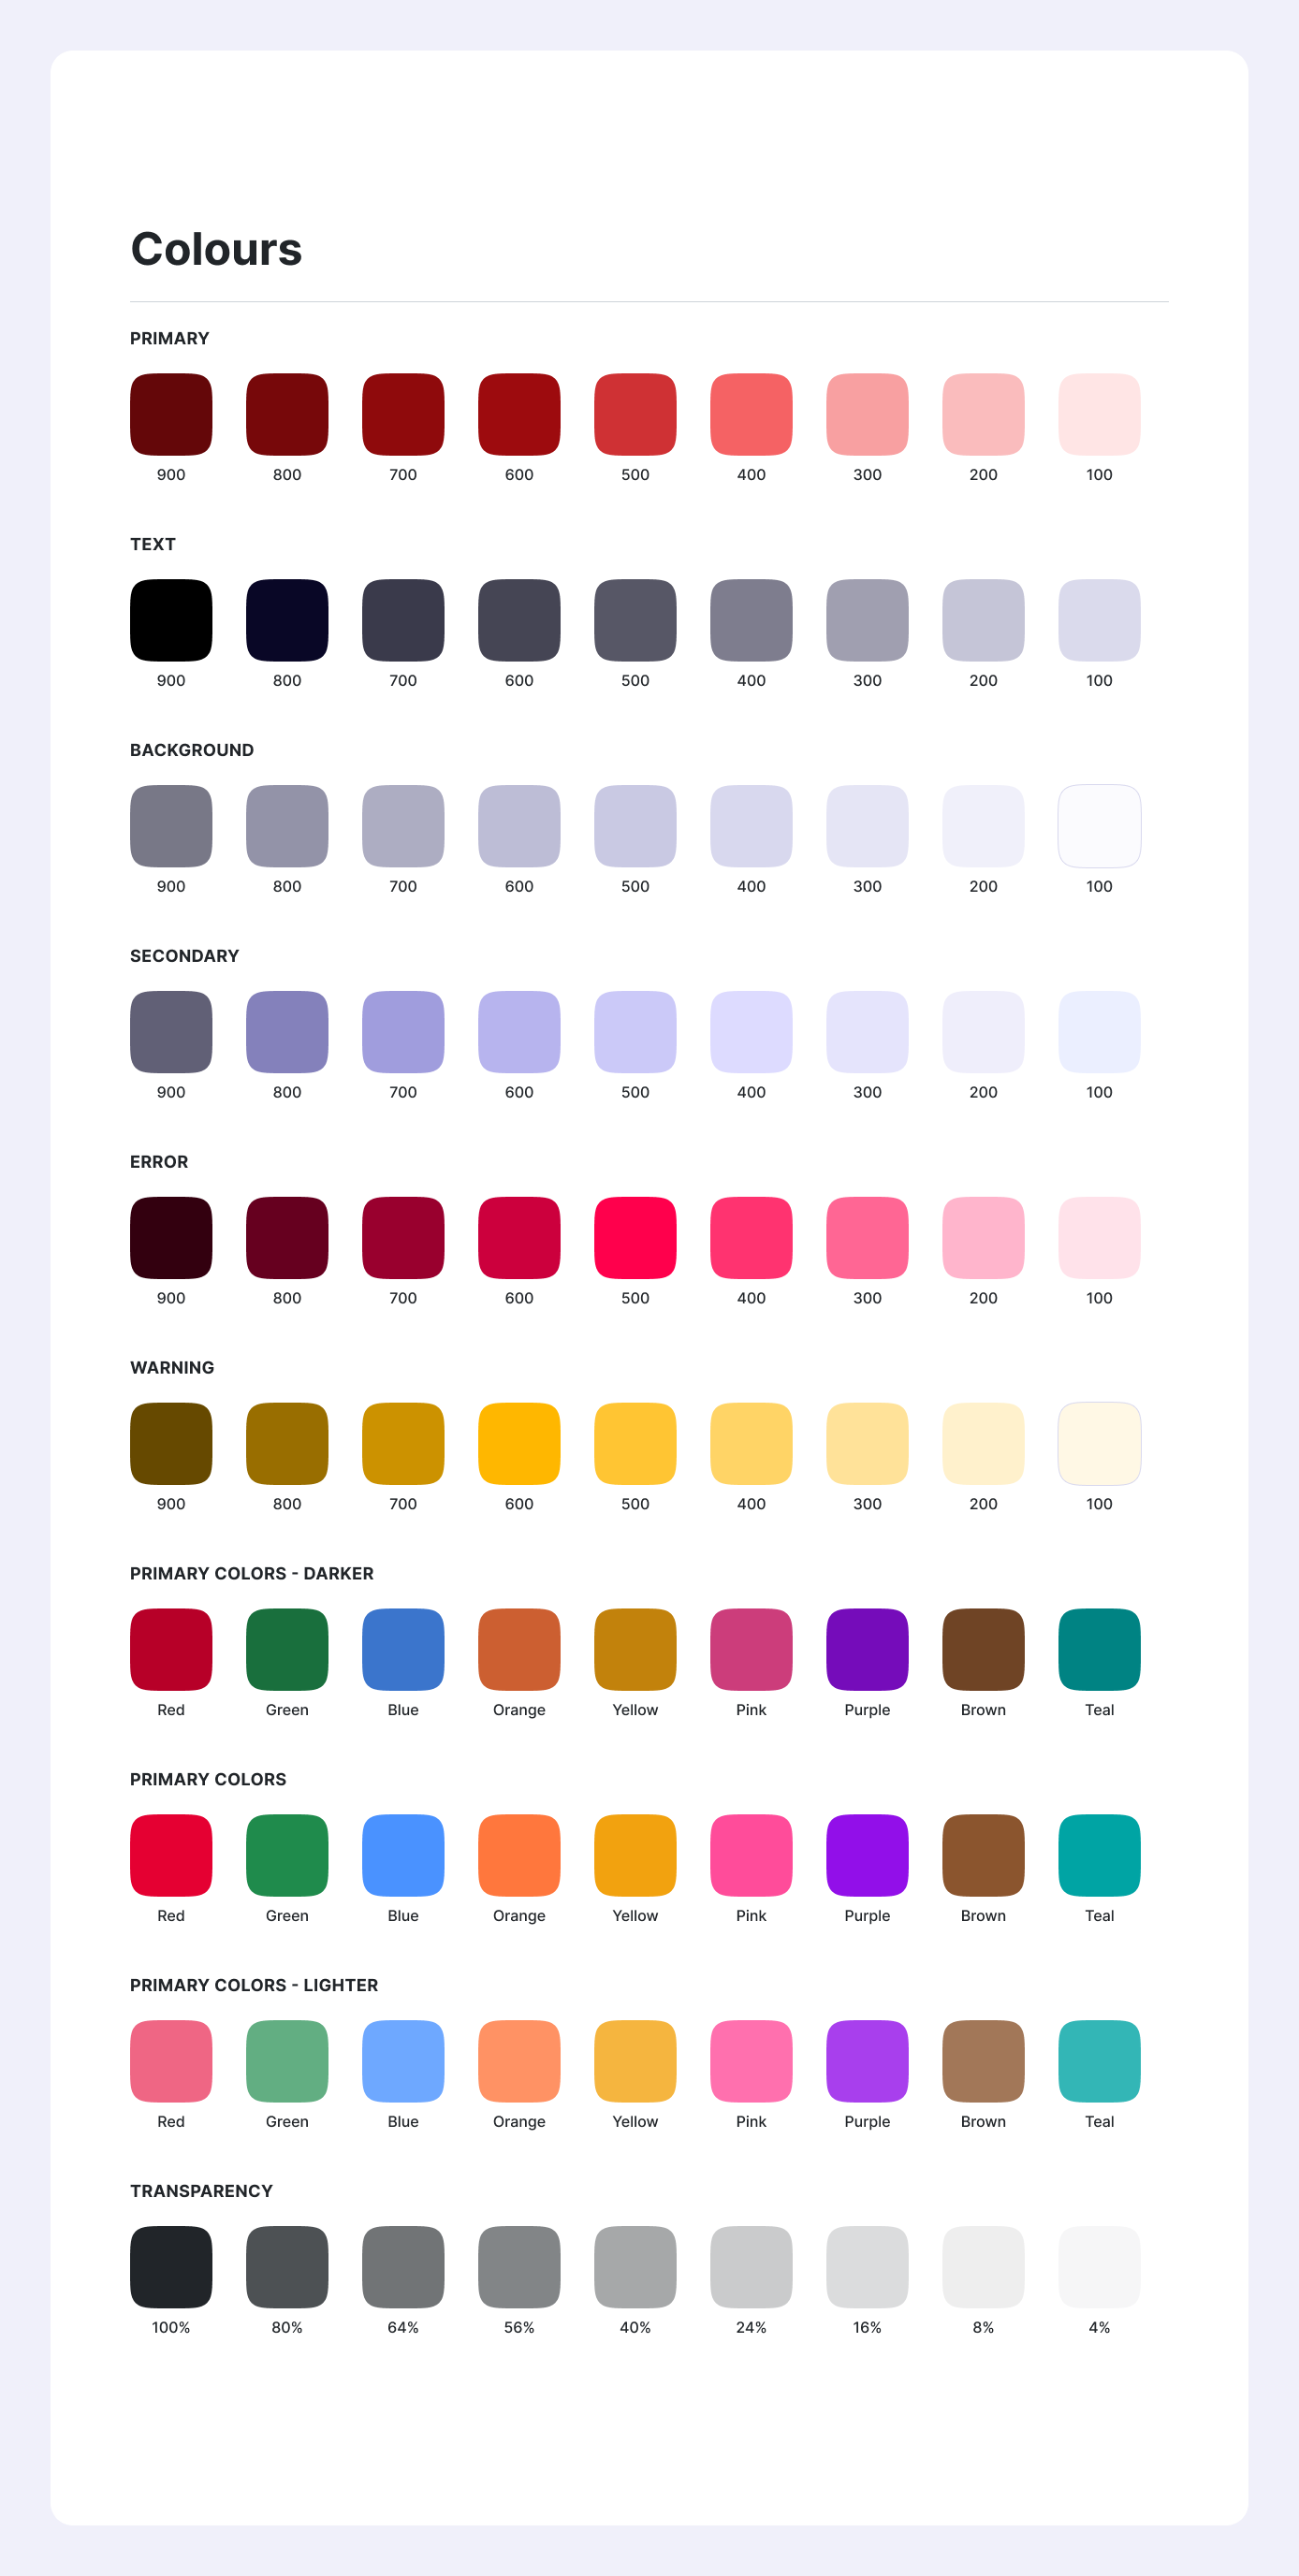 Colours
PRIMARY
900 800 700 600 500 400 300 200 100
TEXT
900 800 700 600 500 400 300 200 100
BACKGROUND
900 800 700 600 500 400 300 200 100
SECONDARY
900 800 700 600 500 400 300 200 100
ERROR
900 800 700 600 500 400 300 200 100
WARNING
900 800 700 600 500 400 300 200 100
PRIMARY COLORS - DARKER
Red Green Blue Orange Yellow Pink Purple Brown Teal
PRIMARY COLORS
Red Green Blue Orange Yellow Pink Purple Brown Teal
PRIMARY COLORS - LIGHTER
Red Green Blue Orange Yellow Pink Purple Brown Teal
TRANSPARENCY
100% 80% 64% 56% 40% 24% 16% 8% 4%